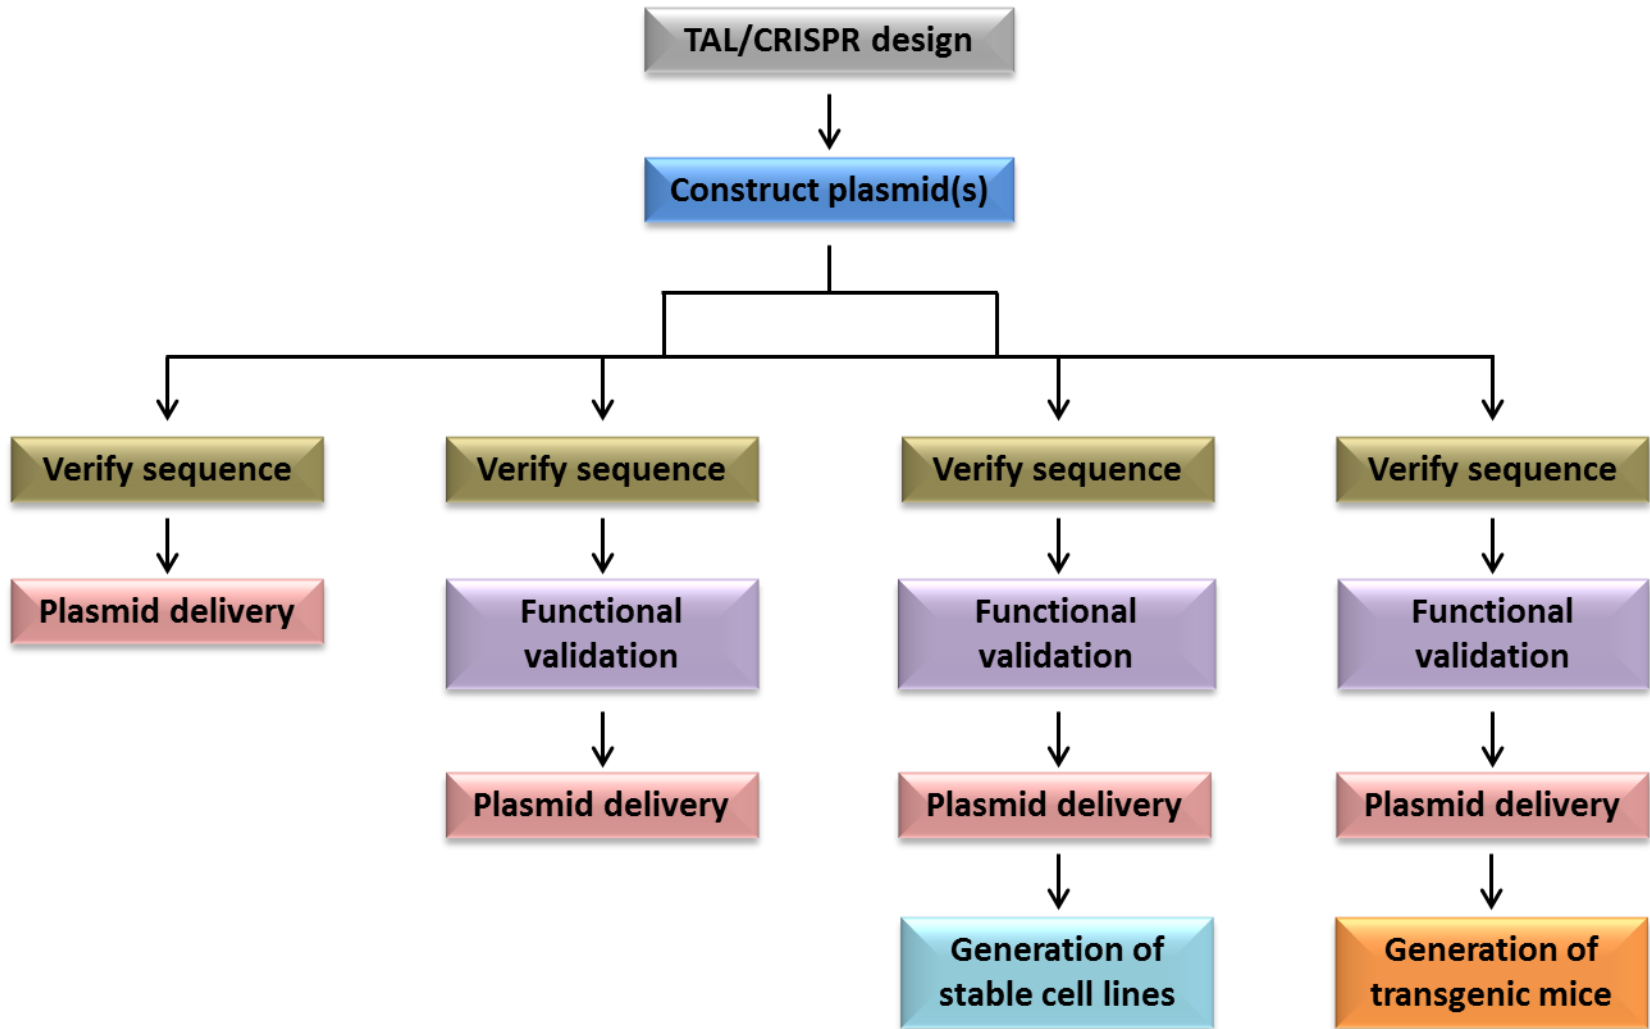 TAL/CRISPR design
Construct plasmid(s)
Verify sequence
Verify sequence
Verify sequence
Verify sequence
Plasmid delivery
Functional
validation
Functional
validation
Functional
validation
Plasmid delivery
Plasmid delivery
Plasmid delivery
Generation of
stable cell lines
Generation of
transgenic mice